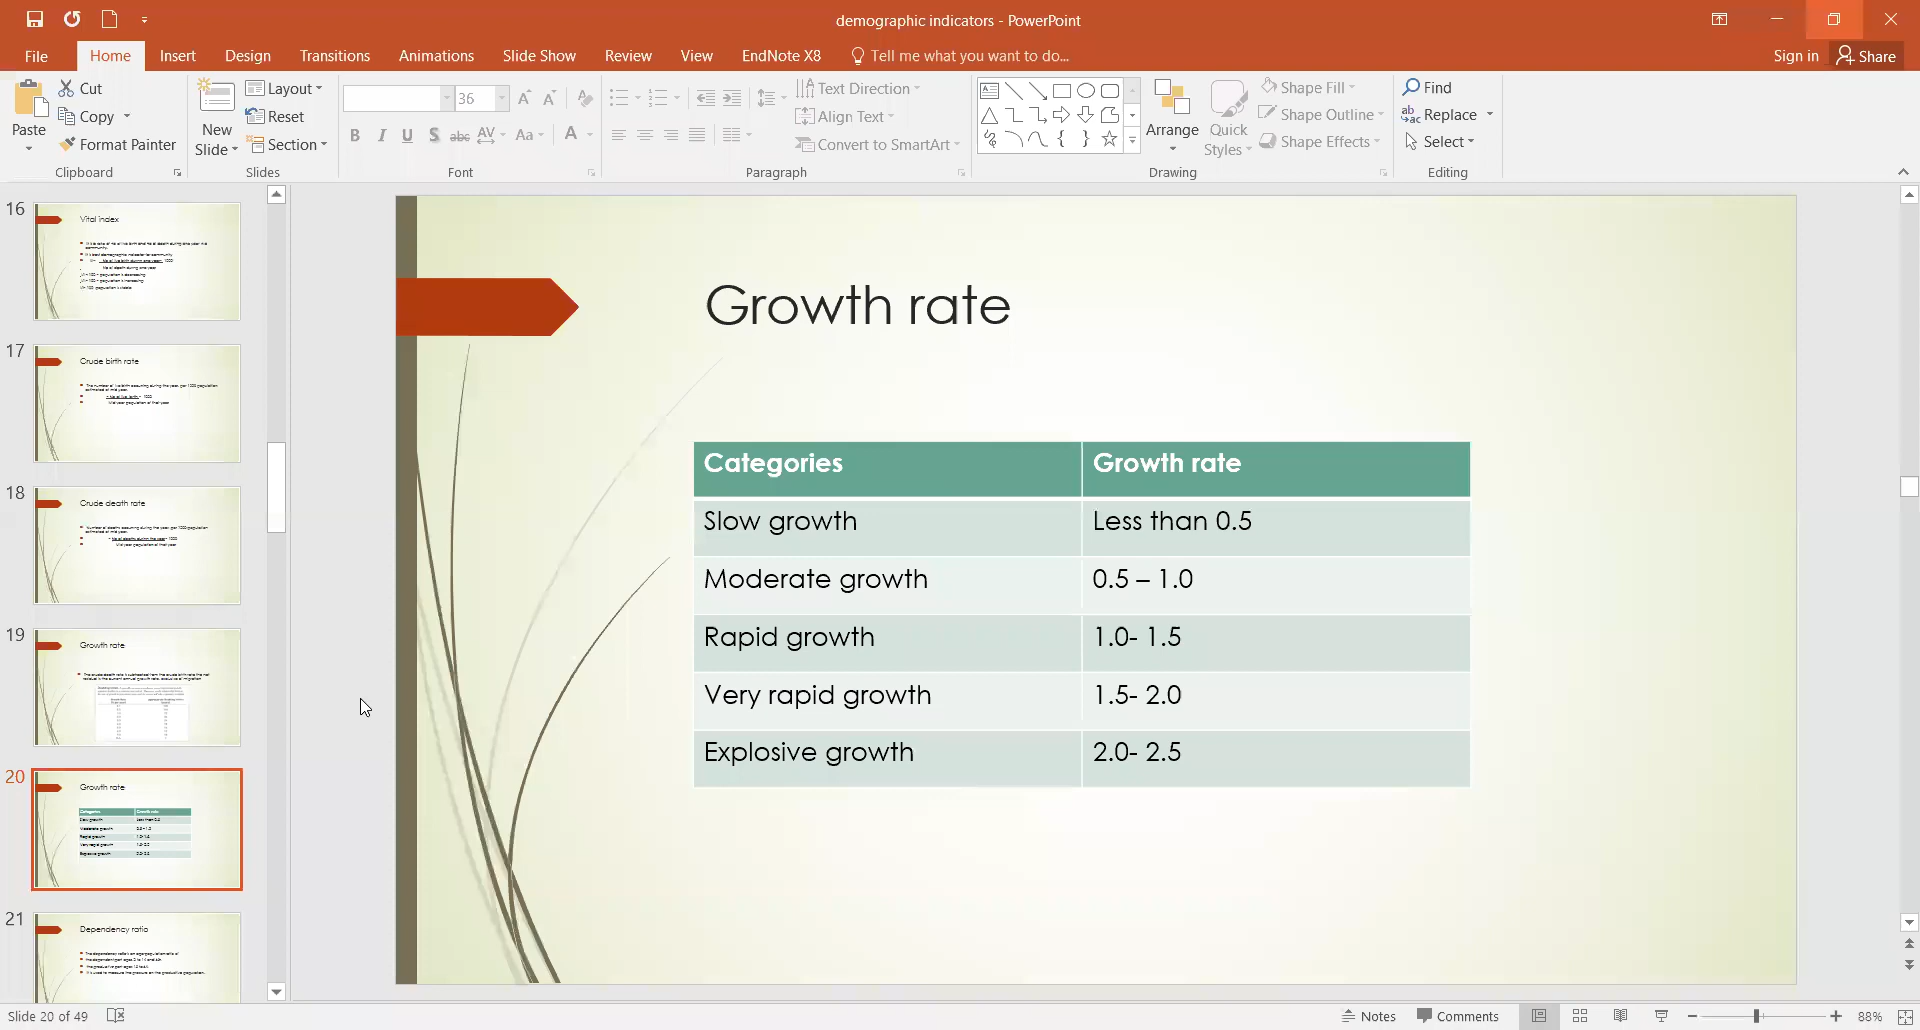 demographic indicators - PowerPoint
File Home Insert Design Transitions Animations Slide Show Review View EndNote X8 Tell me what you want to do... Sign in Share
Paste Cut Copy Format Painter
Clipboard
New Slide Layout Reset Section
Slides
36
B I U S abc AV Aa A
Font
Text Direction
Align Text
Convert to SmartArt
Paragraph
Arrange Quick Styles
Shape Fill
Shape Outline
Shape Effects
Drawing
Find
Replace
Select
Editing
16
Vital index
17
Crude birth rate
18
Crude death rate
19
Growth rate
20
Growth rate
21
Dependency ratio
Growth rate
Categories Growth rate
Slow growth Less than 0.5
Moderate growth 0.5 – 1.0
Rapid growth 1.0- 1.5
Very rapid growth 1.5- 2.0
Explosive growth 2.0- 2.5
Slide 20 of 49 Notes Comments 88%